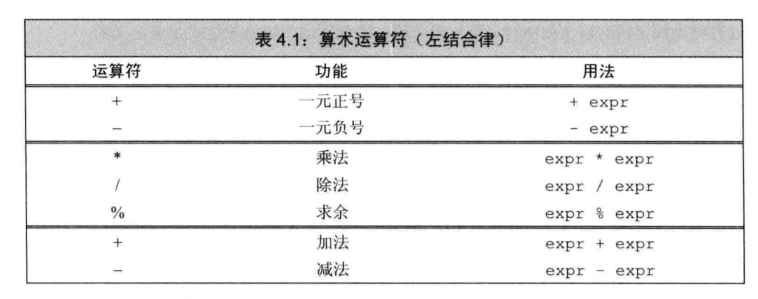 表 4.1：算术运算符（左结合律）
运算符 功能 用法
+ 一元正号 + expr
− 一元负号 - expr
* 乘法 expr * expr
/ 除法 expr / expr
% 求余 expr % expr
+ 加法 expr + expr
− 减法 expr - expr